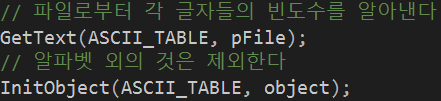 // 파일로부터 각 글자들의 빈도수를 알아낸다
GetText(ASCII_TABLE, pFile);
// 알파벳 외의 것은 제외한다
InitObject(ASCII_TABLE, object);